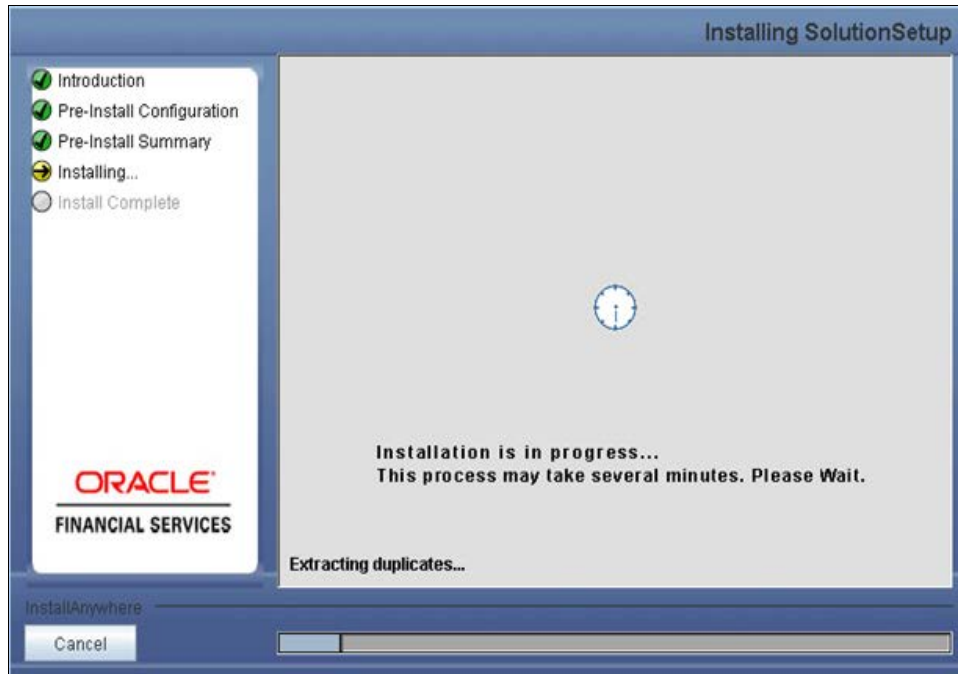 Installing SolutionSetup
Introduction
Pre-Install Configuration
Pre-Install Summary
Installing...
Install Complete
Installation is in progress...
This process may take several minutes. Please Wait.
ORACLE
FINANCIAL SERVICES
Extracting duplicates...
InstallAnywhere
Cancel